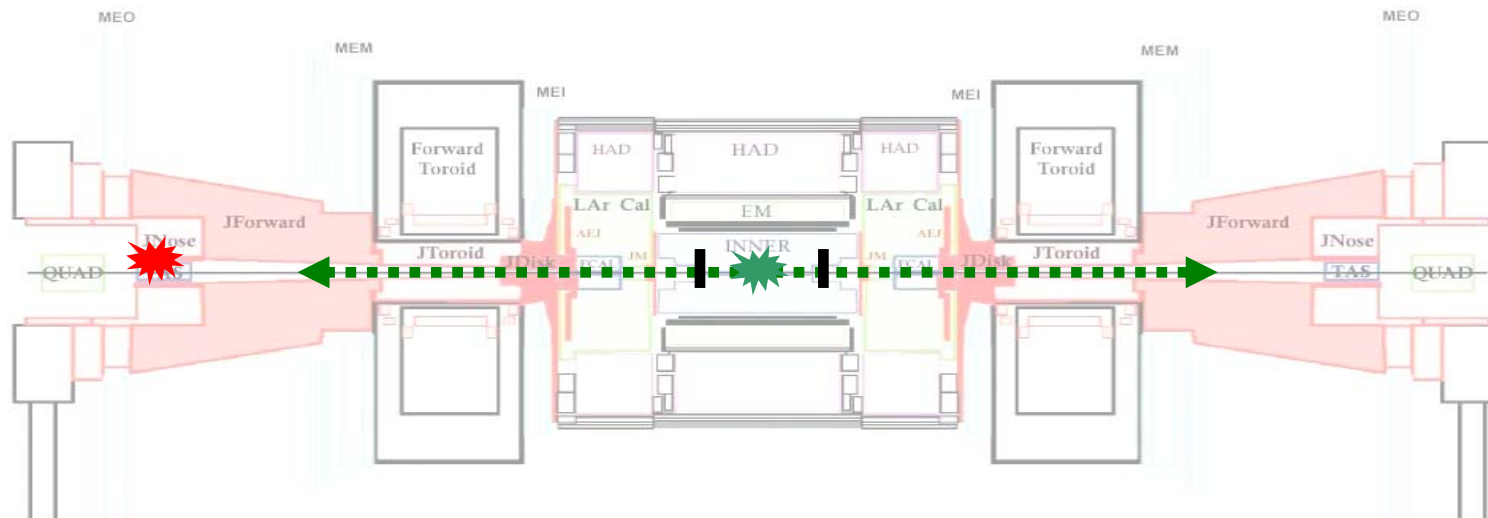 MEO
MEO
MEM
MEM
MEI
MEI
Forward
Toroid
HAD
HAD
HAD
Forward
Toroid
LAr Cal
EM
LAr Cal
JForward
JForward
AEJ
AEJ
JNose
INNER
JNose
JToroid
JM
JM
JToroid
JDisk
FCAL
JDisk
QUAD
TAS
QUAD